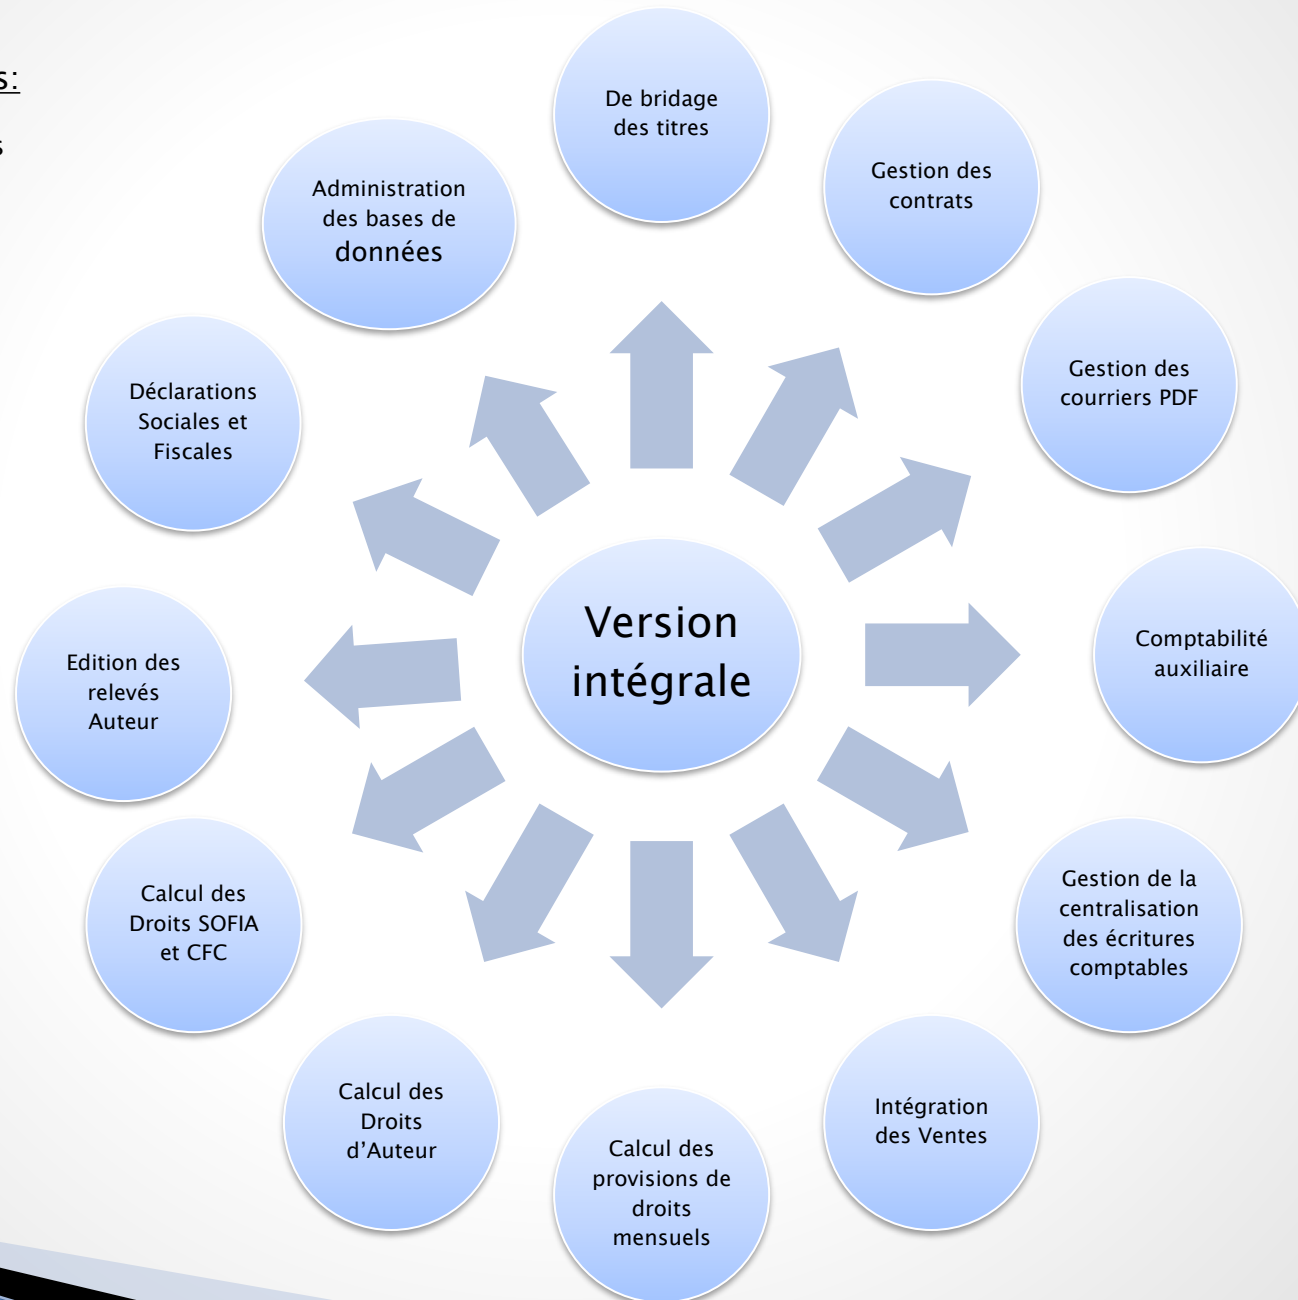 s:
s
De bridage
des titres
Gestion des
contrats
Gestion des
courriers PDF
Comptabilité
auxiliaire
Gestion de la
centralisation
des écritures
comptables
Intégration
des Ventes
Calcul des
provisions de
droits
mensuels
Calcul des
Droits
d’Auteur
Calcul des
Droits SOFIA
et CFC
Edition des
relevés
Auteur
Déclarations
Sociales et
Fiscales
Administration
des bases de
données
Version
intégrale